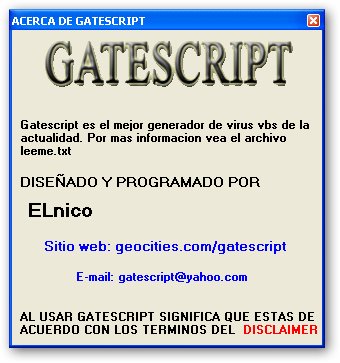 ACERCA DE GATESCRIPT
GATESCRIPT
Gatescript es el mejor generador de virus vbs de la
actualidad. Por mas informacion vea el archivo
leeme.txt
DISEÑADO Y PROGRAMADO POR
ELnico
Sitio web: geocities.com/gatescript
E-mail: gatescript@yahoo.com
AL USAR GATESCRIPT SIGNIFICA QUE ESTAS DE
ACUERDO CON LOS TERMINOS DEL DISCLAIMER